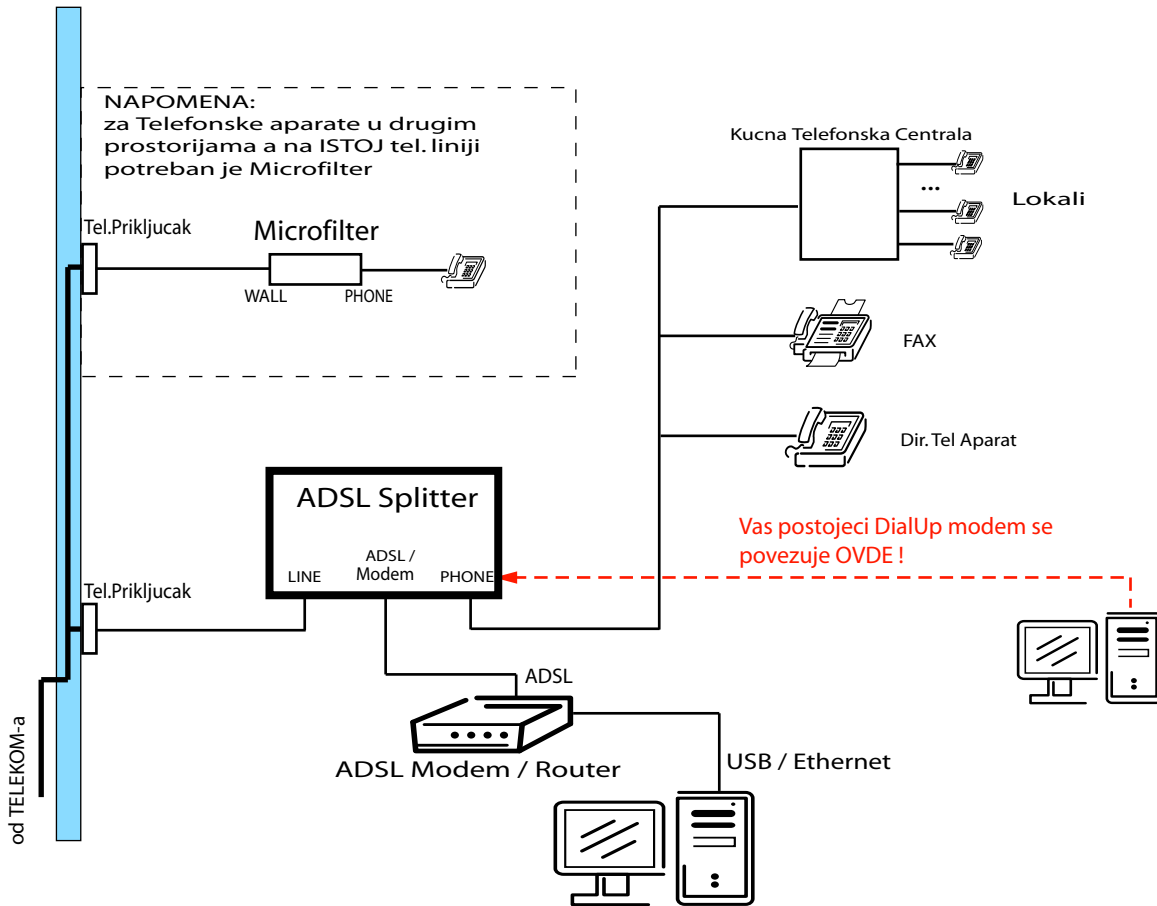 NAPOMENA:
za Telefonske aparate u drugim
prostorijama a na ISTOJ tel. liniji
potreban je Microfilter
Tel.Prikljucak
Microfilter
WALL
PHONE
Kucna Telefonska Centrala
...
Lokali
FAX
Dir. Tel Aparat
ADSL Splitter
LINE
ADSL /
Modem
PHONE
Vas postojeci DialUp modem se
povezuje OVDE !
Tel.Prikljucak
ADSL
ADSL Modem / Router
USB / Ethernet
od TELEKOM-a